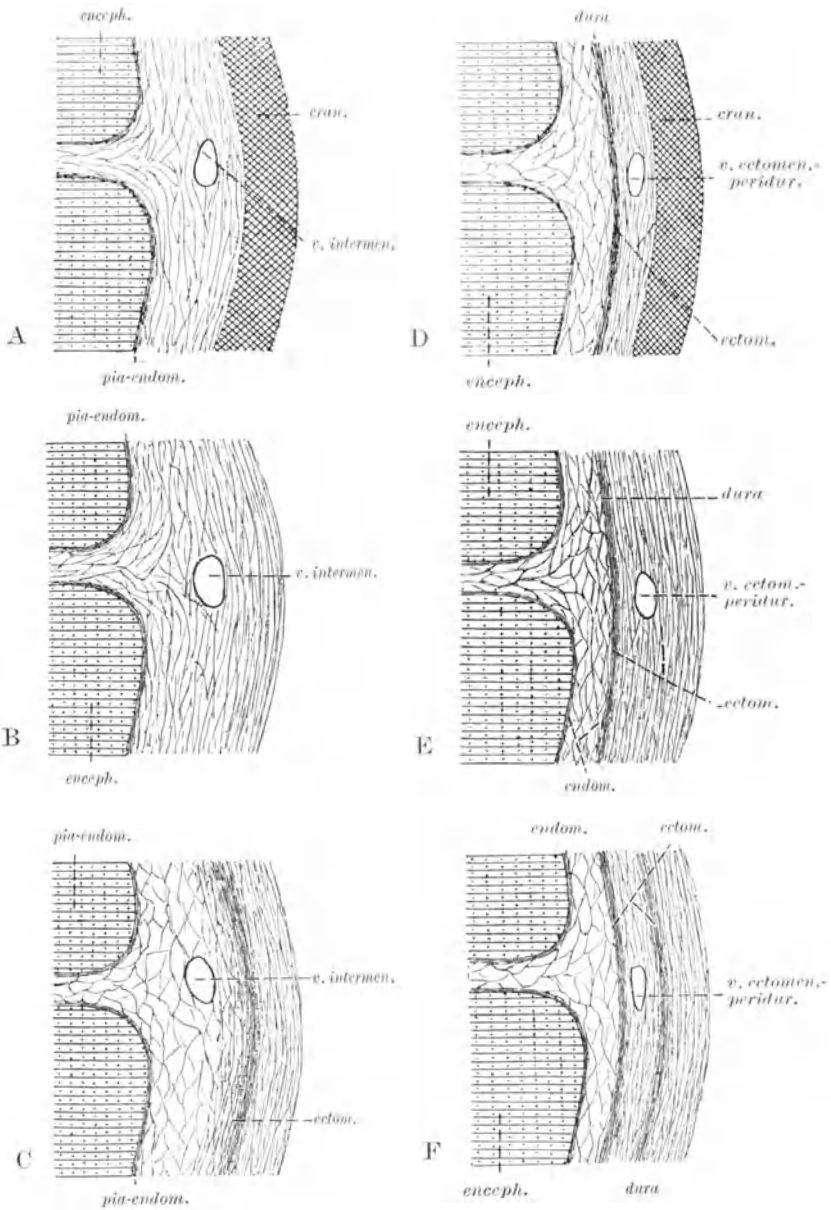 enceph.
cran.
v. intermen.
A
pia-endom.
pia-endom.
v. intermen.
B
enceph.
pia-endom.
v. intermen.
ectom.
C
pia-endom.
dura
cran.
v. ectomen.-
peridur.
D
ectom.
enceph.
enceph.
dura
v. ectom.-
peridur.
ectom.
E
endom.
endom. ectom.
v. ectomen.-
peridur.
F
enceph. dura